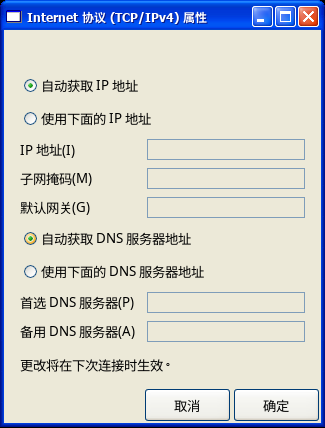 Internet 协议 (TCP/IPv4) 属性
自动获取 IP 地址
使用下面的 IP 地址
IP 地址(I)
子网掩码(M)
默认网关(G)
自动获取 DNS 服务器地址
使用下面的 DNS 服务器地址
首选 DNS 服务器(P)
备用 DNS 服务器(A)
更改将在下次连接时生效。
取消
确定